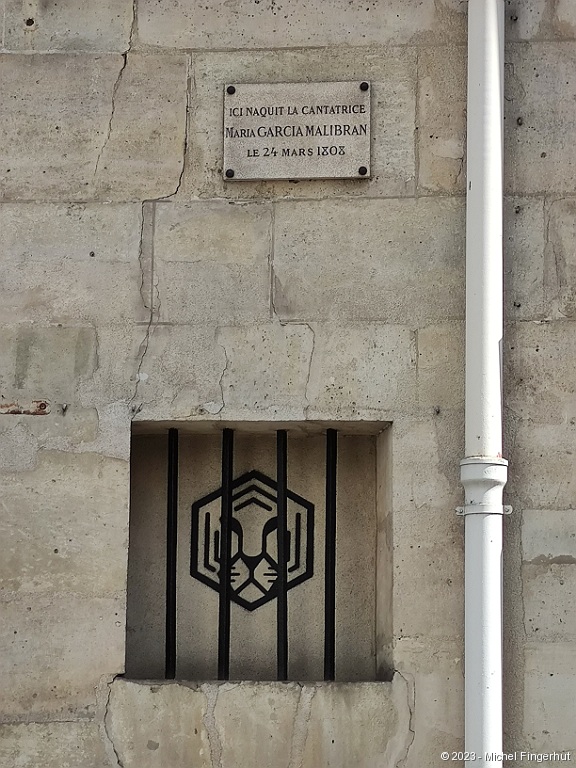 ICI NAQUIT LA CANTATRICE
MARIA GARCIA MALIBRAN
LE 24 MARS 1808
© 2023 - Michel Fingerhut